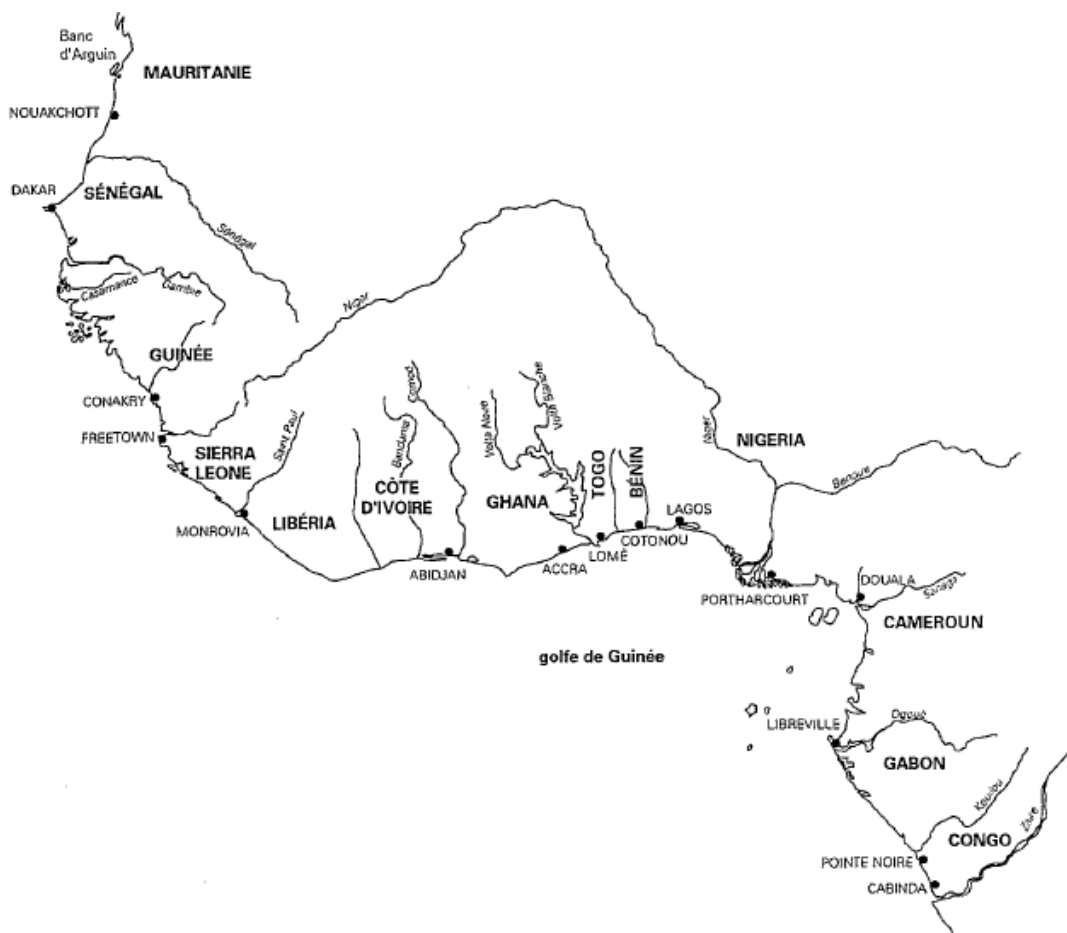 Banc
d'Arguin
MAURITANIE
NOUAKCHOTT
DAKAR
SÉNÉGAL
Sénégal
Casamance
Gambie
Niger
GUINÉE
CONAKRY
FREETOWN
SIERRA
LEONE
Saint Paul
MONROVIA
LIBÉRIA
Bandama
Comoé
CÔTE
D'IVOIRE
ABIDJAN
Volta Noire
Volta Blanche
GHANA
ACCRA
TOGO
LOMÉ
BÉNIN
COTONOU
LAGOS
Niger
NIGERIA
Benoue
PORTHARCOURT
DOUALA
Sanaga
CAMEROUN
golfe de Guinée
LIBREVILLE
Ogoué
GABON
Kouilou
CONGO
Zaïre
POINTE NOIRE
CABINDA